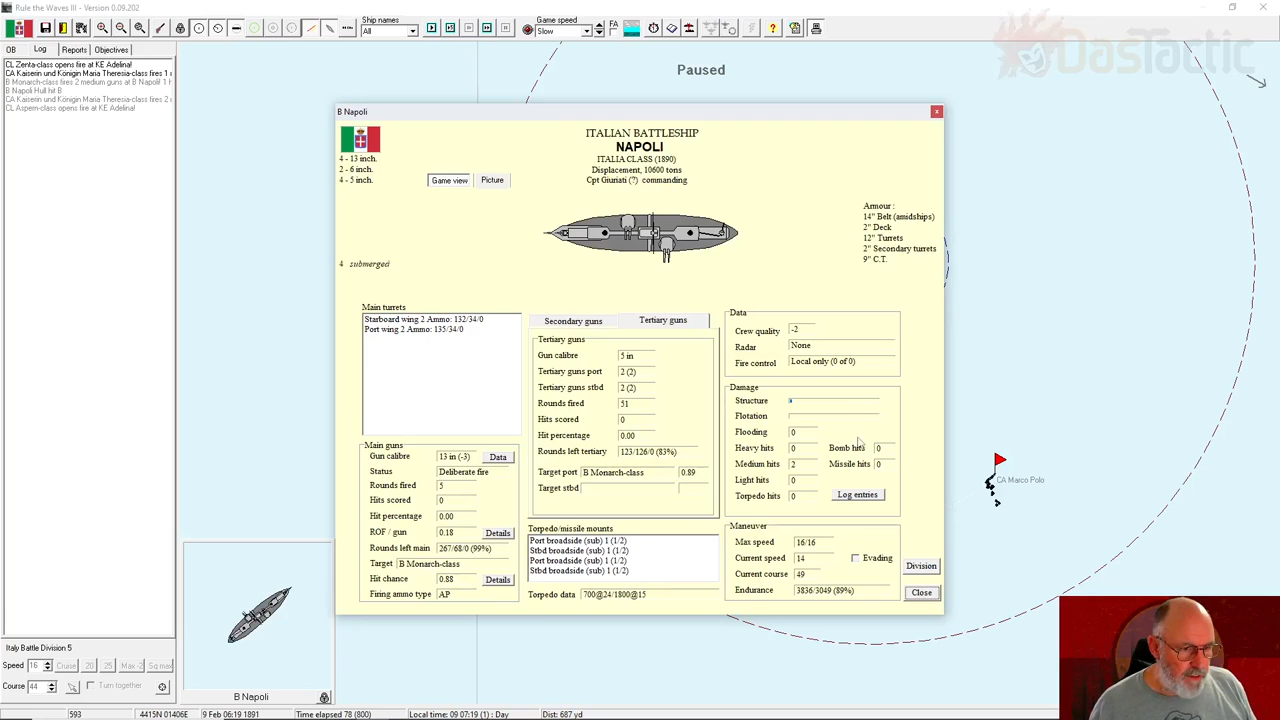 Rule the Waves III - Version 0.09.202
Ship names
All
Game speed
Slow
FA
DasTactic
OB
Log
Reports
Objectives
CL Zenta-class opens fire at KE Adelina!
CA Kaiserin und Königin Maria Theresia-class fires 1
B Monarch-class fires 2 medium guns at B Napoli! 1 H
B Napoli Hull hit B
CA Kaiserin und Königin Maria Theresia-class fires 2
CL Aspern-class opens fire at KE Adelina!
Paused
B Napoli
4 - 13 inch.
2 - 6 inch.
4 - 5 inch.
Game view
Picture
ITALIAN BATTLESHIP
NAPOLI
ITALIA CLASS (1890)
Displacement, 10600 tons
Cpt Giuriati (?) commanding
Armour :
14" Belt (amidships)
2" Deck
12" Turrets
2" Secondary turrets
9" C.T.
4 submerged
Main turrets
Starboard wing 2 Ammo: 132/34/0
Port wing 2 Ammo: 135/34/0
Main guns
Gun calibre 13 in (-3) Data
Status Deliberate fire
Rounds fired 5
Hits scored 0
Hit percentage 0.00
ROF / gun 0.18 Details
Rounds left main 267/68/0 (99%)
Target B Monarch-class
Hit chance 0.88 Details
Firing ammo type AP
Secondary guns
Tertiary guns
Tertiary guns
Gun calibre 5 in
Tertiary guns port 2 (2)
Tertiary guns stbd 2 (2)
Rounds fired 51
Hits scored 0
Hit percentage 0.00
Rounds left tertiary 123/126/0 (83%)
Target port B Monarch-class 0.89
Target stbd
Torpedo/missile mounts
Port broadside (sub) 1 (1/2)
Stbd broadside (sub) 1 (1/2)
Port broadside (sub) 1 (1/2)
Stbd broadside (sub) 1 (1/2)
Torpedo data 700@24/1800@15
Data
Crew quality -2
Radar None
Fire control Local only (0 of 0)
Damage
Structure
Flotation
Flooding 0
Heavy hits 0 Bomb hits 0
Medium hits 2 Missile hits 0
Light hits 0
Torpedo hits 0
Log entries
Maneuver
Max speed 16/16
Current speed 14 Evading
Current course 49
Endurance 3836/3049 (89%)
Division
Close
CA Marco Polo
Italy Battle Division 5
Speed 16 Cruise 20 25 Max -2 Sq max
Course 44 Turn together
B Napoli
593
4415N 01406E
9 Feb 06:19 1891
Time elapsed 78 (800)
Local time: 09 07:19 (1) : Day
Dist: 687 yd